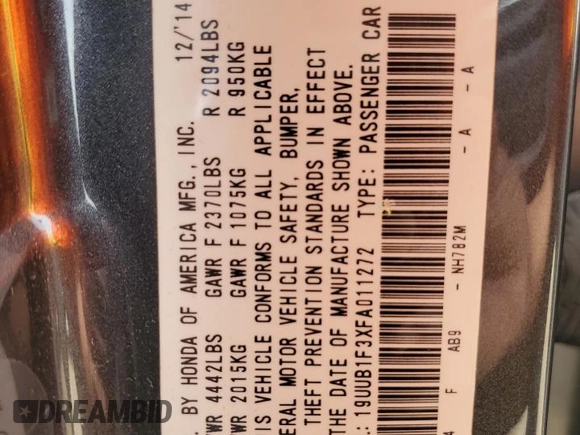 . BY HONDA OF AMERICA MFG., INC. 12/'14
WR 4442LBS GAWR F 2370LBS R 2094LBS
WR 2015KG GAWR F 1075KG R 950KG
IS VEHICLE CONFORMS TO ALL APPLICABLE
ERAL MOTOR VEHICLE SAFETY, BUMPER,
THEFT PREVENTION STANDARDS IN EFFECT
THE DATE OF MANUFACTURE SHOWN ABOVE.
.: 19UUB1F3XFA011272 TYPE: PASSENGER CAR
4 F AB9 - NH782M - A - A
DREAMBID